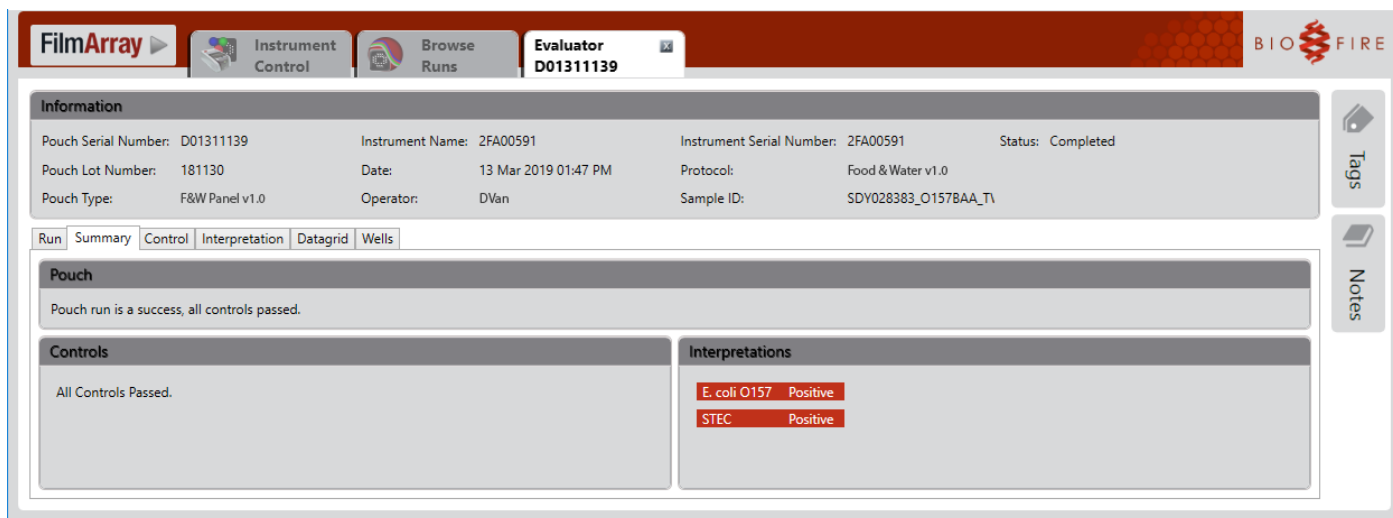 FilmArray
Instrument Control
Browse Runs
Evaluator D01311139
x
BIO FIRE
Information
Pouch Serial Number: D01311139 Instrument Name: 2FA00591 Instrument Serial Number: 2FA00591 Status: Completed
Pouch Lot Number: 181130 Date: 13 Mar 2019 01:47 PM Protocol: Food & Water v1.0
Pouch Type: F&W Panel v1.0 Operator: DVan Sample ID: SDY028383_O157BAA_T\
Tags
Notes
Run Summary Control Interpretation Datagrid Wells
Pouch
Pouch run is a success, all controls passed.
Controls
All Controls Passed.
Interpretations
E. coli O157 Positive
STEC Positive